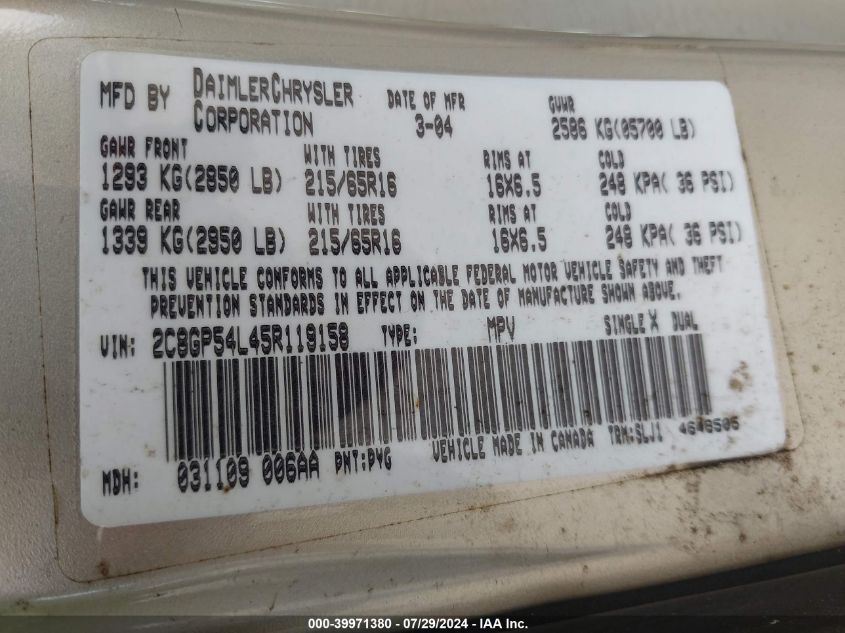 MFD BY DAIMLERCHRYSLER CORPORATION DATE OF MFR 3-04 GVWR 2586 KG(05700 LB)
GAWR FRONT WITH TIRES RIMS AT COLD
1293 KG(2850 LB) 215/65R16 16X6.5 248 KPA( 36 PSI)
GAWR REAR WITH TIRES RIMS AT COLD
1339 KG(2950 LB) 215/65R16 16X6.5 248 KPA( 36 PSI)
THIS VEHICLE CONFORMS TO ALL APPLICABLE FEDERAL MOTOR VEHICLE SAFETY AND THEFT
PREVENTION STANDARDS IN EFFECT ON THE DATE OF MANUFACTURE SHOWN ABOVE.
VIN: 2C8GP54L45R119158 TYPE: MPV SINGLE X DUAL
MDH: 031109 006AA PNT:PVG VEHICLE MADE IN CANADA TRM:SLJ1
000-39971380 - 07/29/2024 - IAA Inc.